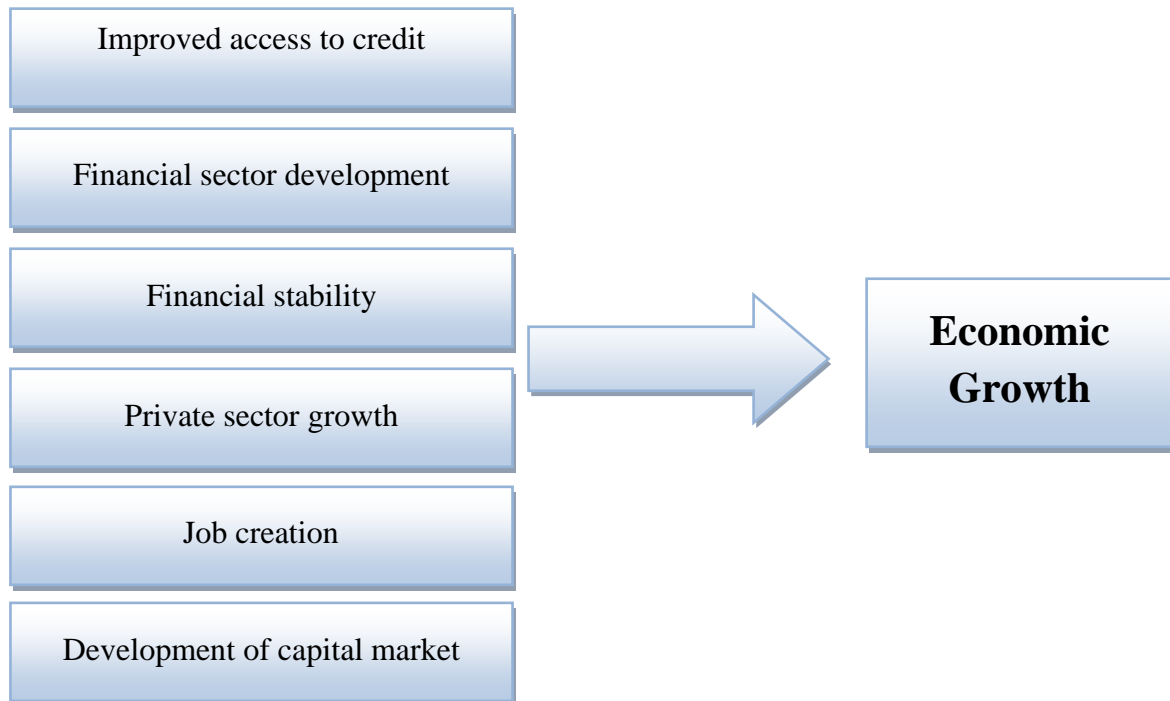 Improved access to credit
Financial sector development
Financial stability
Private sector growth
Job creation
Development of capital market
Economic
Growth